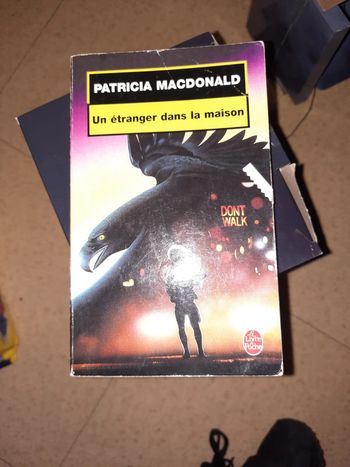 PATRICIA MACDONALD
Un étranger dans la maison
DONT
WALK
Le Livre
de Poche